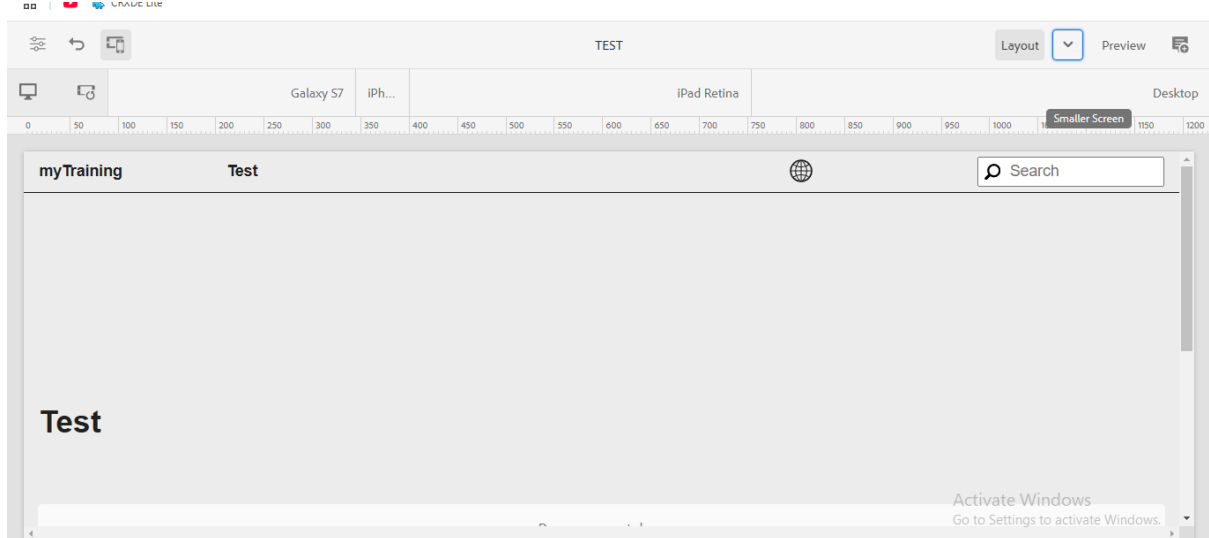 CRXDE Lite
TEST
Layout
Preview
Galaxy S7
iPh...
iPad Retina
Desktop
0 50 100 150 200 250 300 350 400 450 500 550 600 650 700 750 800 850 900 950 1000 1150 1200
Smaller Screen
myTraining
Test
Search
Test
Activate Windows
Go to Settings to activate Windows.